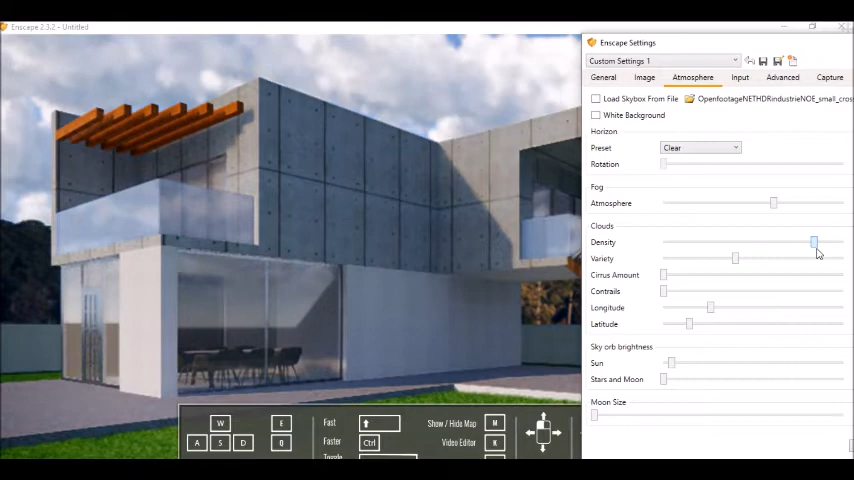 Enscape 2.3.2 - Untitled
Enscape Settings
Custom Settings 1
General Image Atmosphere Input Advanced Capture
Load Skybox From File OpenfootageNETHDRindustrieNOE_small_cros
White Background
Horizon
Preset Clear
Rotation
Fog
Atmosphere
Clouds
Density
Variety
Cirrus Amount
Contrails
Longitude
Latitude
Sky orb brightness
Sun
Stars and Moon
Moon Size
W E Fast Show / Hide Map M
A S D Q Faster Ctrl Video Editor K
Toggle